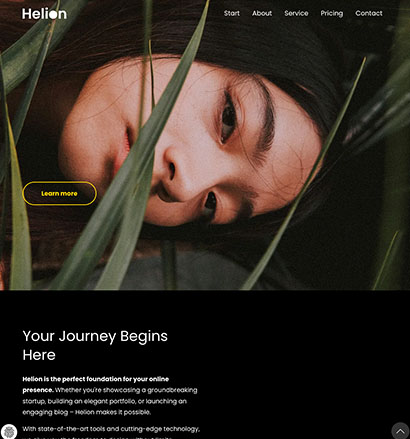 Helion
Start About Service Pricing Contact
Learn more
Your Journey Begins
Here
Helion is the perfect foundation for your online
presence. Whether you're showcasing a groundbreaking
startup, building an elegant portfolio, or launching an
engaging blog – Helion makes it possible.
With state-of-the-art tools and cutting-edge technology,